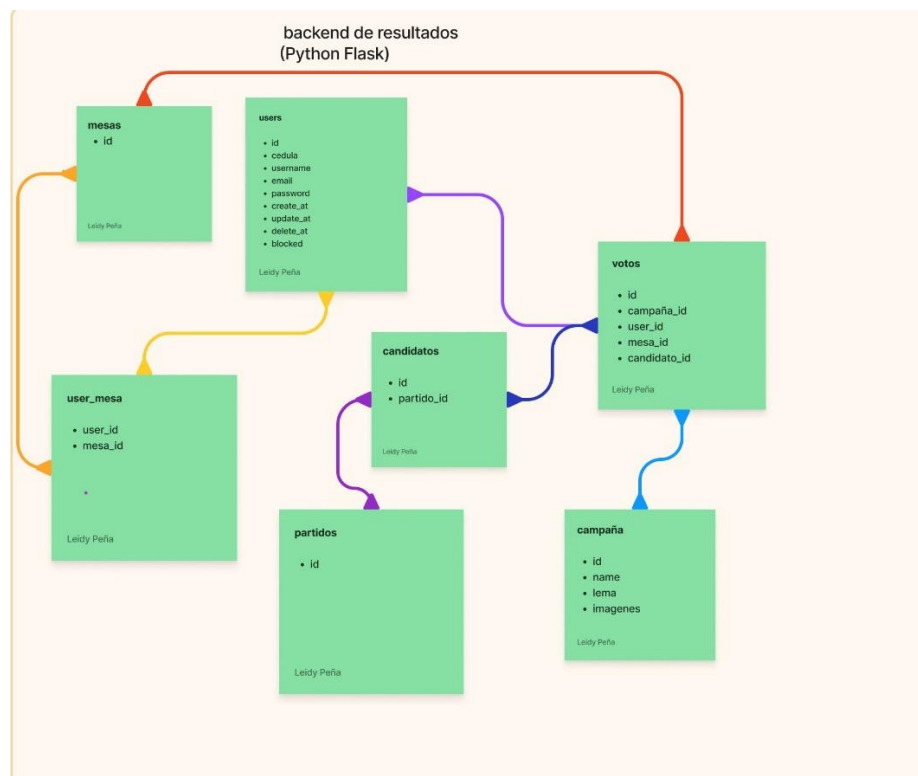 backend de resultados
(Python Flask)
mesas
• id
Leidy Peña
users
• id
• cedula
• username
• email
• password
• create_at
• update_at
• delete_at
• blocked
Leidy Peña
votos
• id
• campaña_id
• user_id
• mesa_id
• candidato_id
Leidy Peña
candidatos
• id
• partido_id
Leidy Peña
user_mesa
• user_id
• mesa_id
•
Leidy Peña
partidos
• id
Leidy Peña
campaña
• id
• name
• lema
• imagenes
Leidy Peña